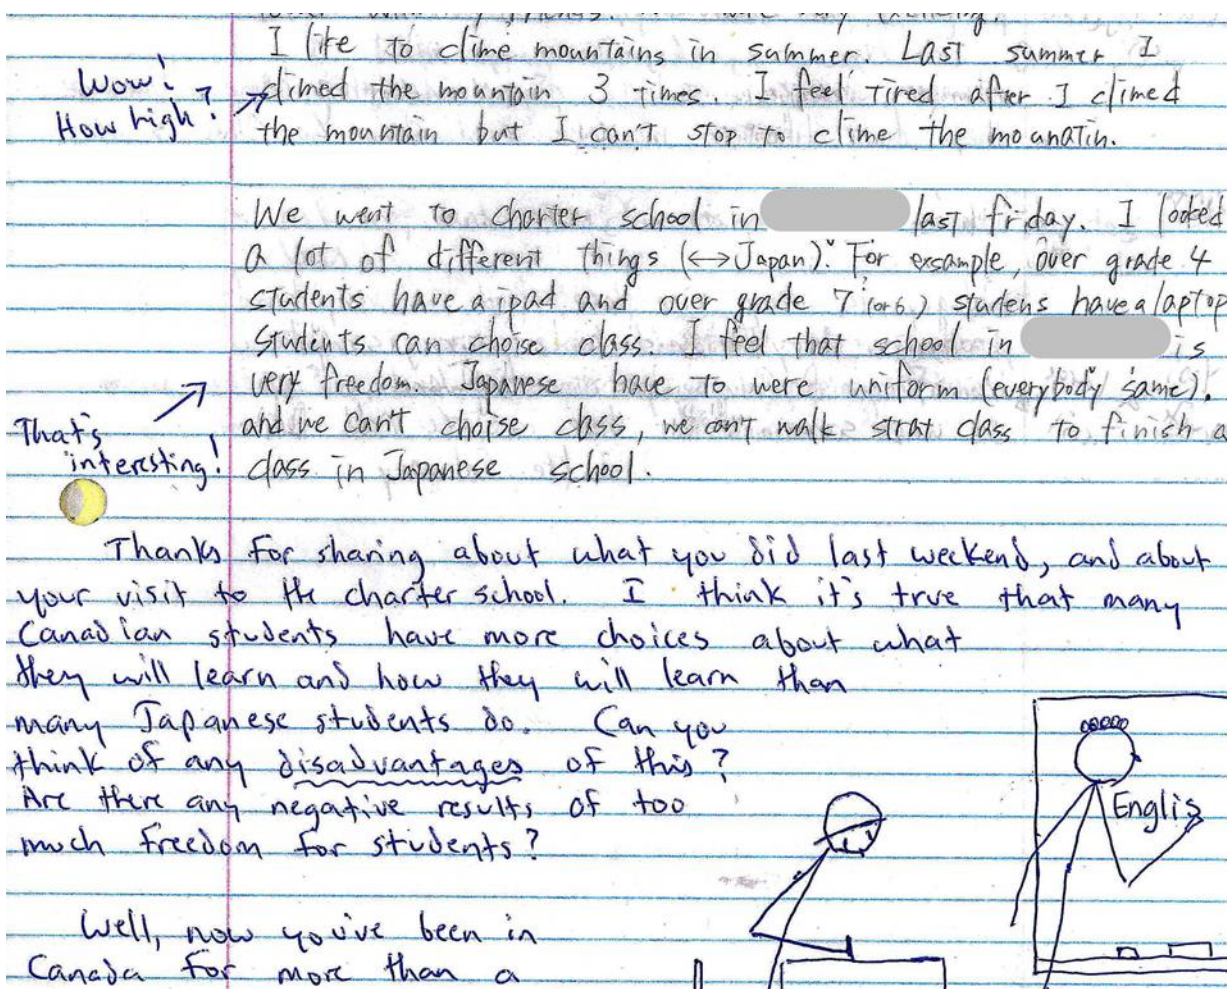 I like to clime mountains in summer. Last summer I
Wow!
How high?
climed the mountain 3 times. I feel tired after I climed
the mountain but I can't stop to clime the mounatin.
We went to charter school in last friday. I looked
a lot of different things (↔Japan). For exsample, over grade 4
students have a ipad and over grade 7 (or 6) studens have a laptop
students can choise class. I feel that school in is
very freedom. Japanese have to were uniform (everybody same).
That's
interesting!
and we can't choise class, we can't walk strat class to finish a
class in Japanese school.
Thanks for sharing about what you did last weekend, and about
your visit to the charter school. I think it's true that many
Canadian students have more choices about what
they will learn and how they will learn than
many Japanese students do. Can you
think of any disadvantages of this?
Are there any negative results of too
much freedom for students?
Well, now you've been in
Canada for more than a
Englis